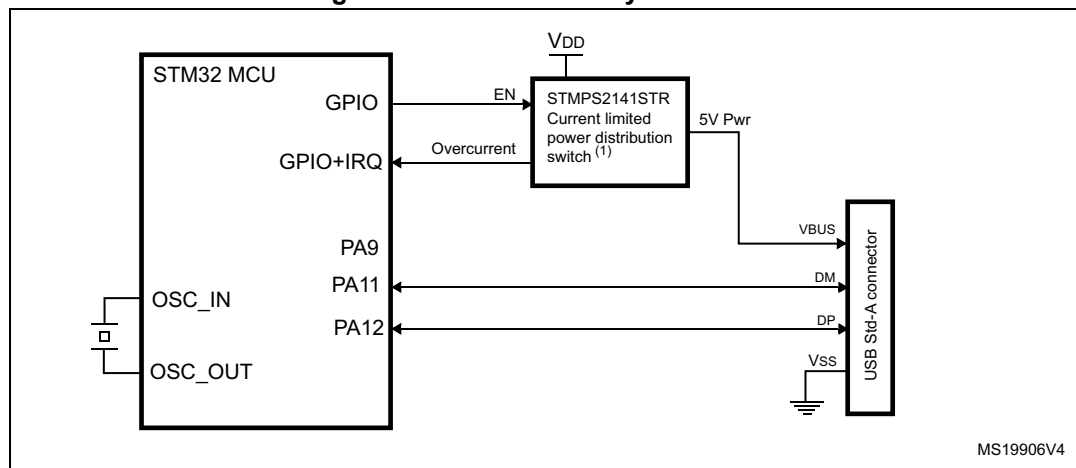 STM32 MCU
GPIO
GPIO+IRQ
PA9
PA11
PA12
OSC_IN
OSC_OUT
EN
Overcurrent
VDD
STMPS2141STR
Current limited
power distribution
switch (1)
5V Pwr
VBUS
DM
DP
VSS
USB Std-A connector
MS19906V4